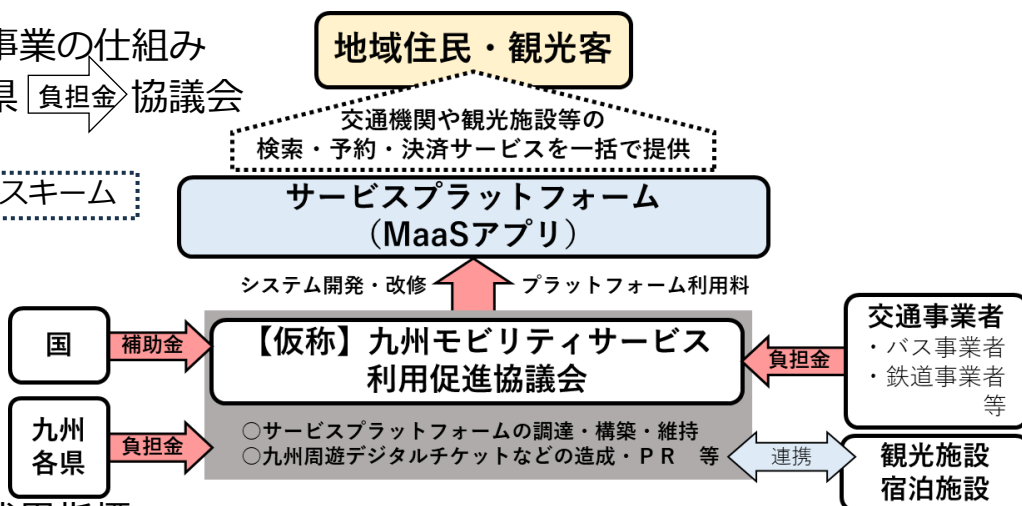 事業の仕組み
県 負担金 協議会
スキーム
地域住民・観光客
交通機関や観光施設等の
検索・予約・決済サービスを一括で提供
サービスプラットフォーム
（MaaSアプリ）
システム開発・改修
プラットフォーム利用料
国
補助金
【仮称】九州モビリティサービス
利用促進協議会
負担金
交通事業者
・バス事業者
・鉄道事業者
等
九州
各県
負担金
○サービスプラットフォームの調達・構築・維持
○九州周遊デジタルチケットなどの造成・ＰＲ　等
連携
観光施設
宿泊施設